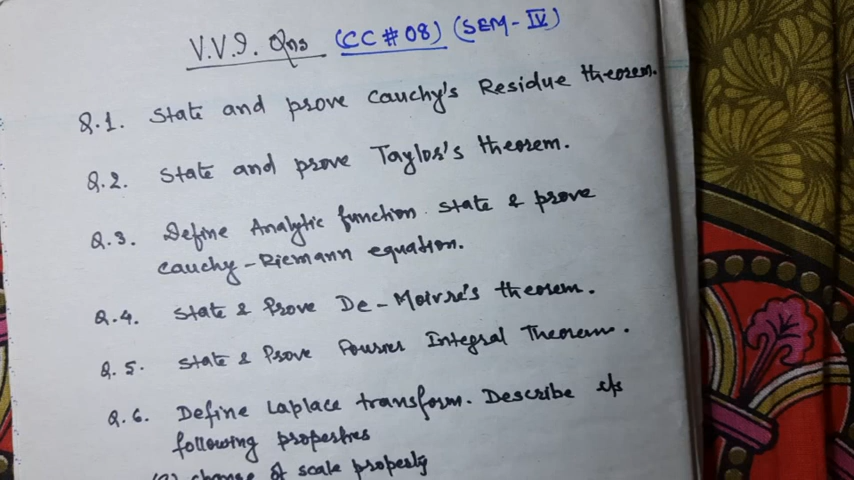 V.V.I. Qns (CC # 08) (SEM-IV)
Q.1. State and prove Cauchy's Residue theorem.
Q.2. State and prove Taylor's theorem.
Q.3. Define Analytic function. State & prove
Cauchy-Riemann equation.
Q.4. State & Prove De-Moivre's theorem.
Q.5. State & Prove Fourier Integral Theorem.
Q.6. Define Laplace transform. Describe its
following properties
change of scale property